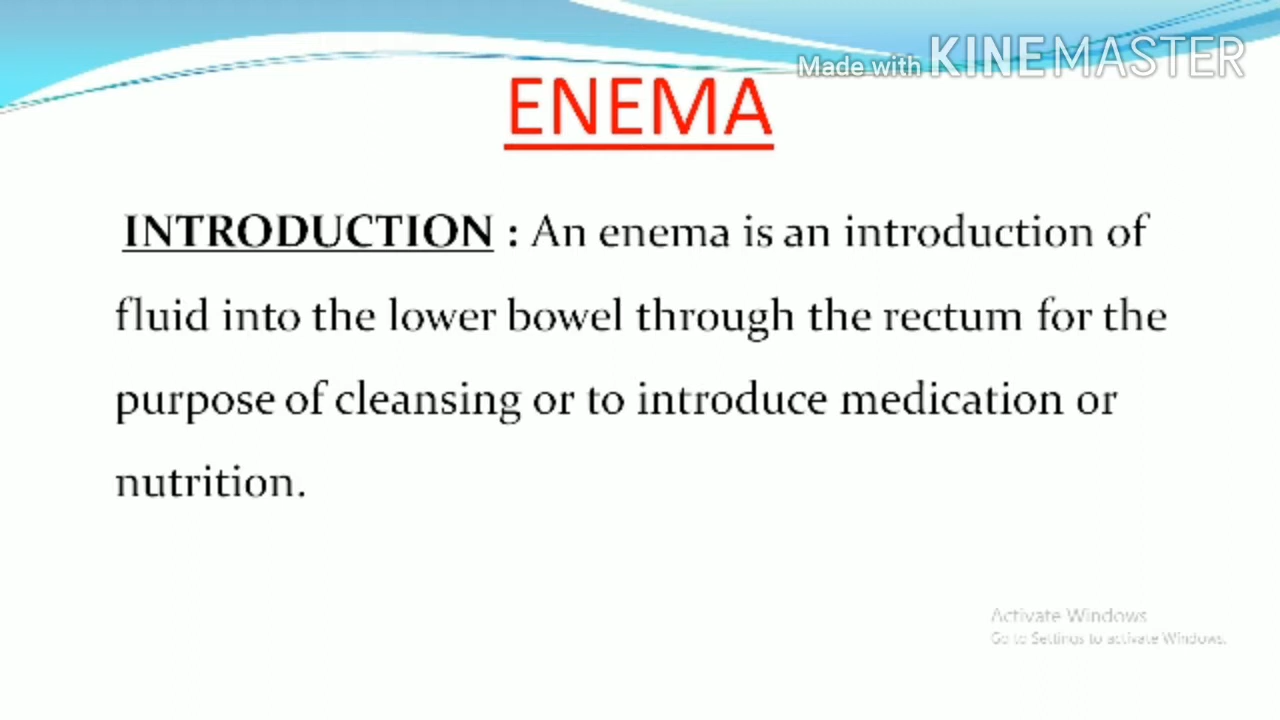 Made with KINEMASTER
ENEMA
INTRODUCTION : An enema is an introduction of
fluid into the lower bowel through the rectum for the
purpose of cleansing or to introduce medication or
nutrition.
Activate Windows
Go to Settings to activate Windows.